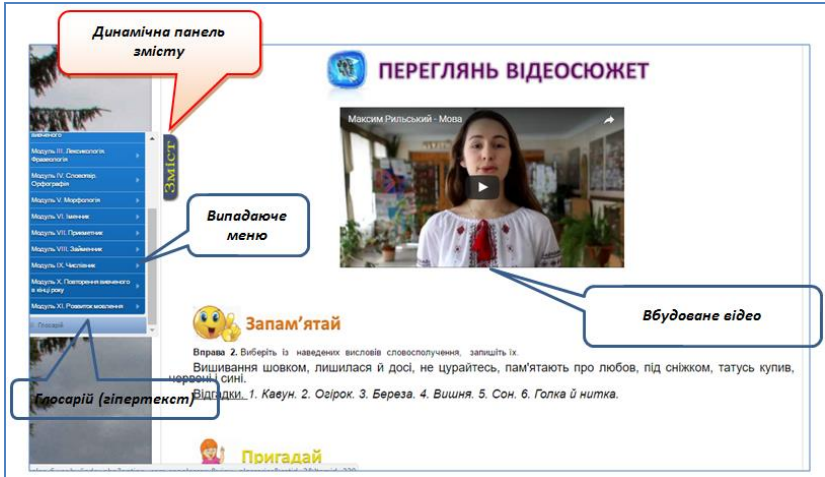 Динамічна панель
змісту
ПЕРЕГЛЯНЬ ВІДЕОСЮЖЕТ
Максим Рильський - Мова
вивченого
Модуль III. Лексикологія.
Фразеологія
Модуль IV. Словотвір.
Орфографія
Модуль V. Морфологія
Модуль VI. Іменник
Модуль VII. Прикметник
Модуль VIII. Займенник
Модуль IX. Числівник
Модуль X. Повторення вивченого
в кінці року
Модуль XI. Розвиток мовлення
Зміст
Випадаюче
меню
Вбудоване відео
Запам’ятай
Вправа 2. Виберіть із наведених висловів словосполучення, запишіть їх.
Вишивання шовком, лишилася й досі, не цурайтесь, пам'ятають про любов, під сніжком, татусь купив,
червоні і сині.
Відгадки. 1. Кавун. 2. Огірок. 3. Береза. 4. Вишня. 5. Сон. 6. Голка й нитка.
Глосарій (гіпертекст)
Пригадай